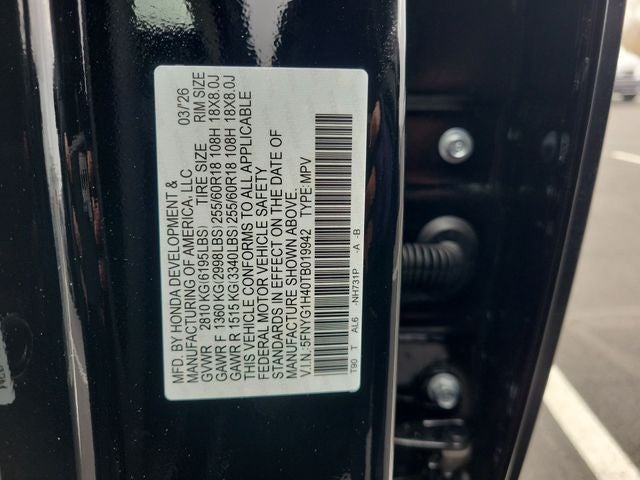 MFD. BY HONDA DEVELOPMENT & 03/'26
MANUFACTURING OF AMERICA, LLC
GVWR 2810 KG(6195LBS) TIRE SIZE RIM SIZE
GAWR F 1360 KG(2998LBS) 255/60R18 108H 18X8.0J
GAWR R 1515 KG(3340LBS) 255/60R18 108H 18X8.0J
THIS VEHICLE CONFORMS TO ALL APPLICABLE
FEDERAL MOTOR VEHICLE SAFETY
STANDARDS IN EFFECT ON THE DATE OF
MANUFACTURE SHOWN ABOVE.
V.I.N.:5FNYG1H40TB019942 TYPE:MPV
T90 T AL6 -NH731P -A -B